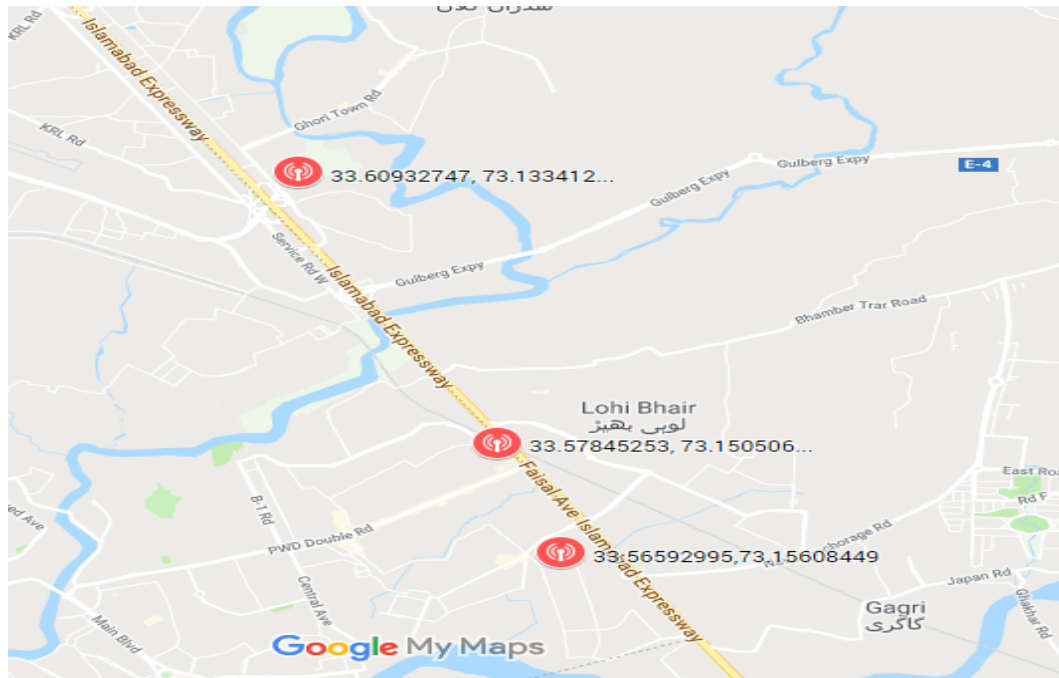 KRL Rd
Islamabad Expressway
Ghori Town Rd
KRL Rd
Gulberg Expy
E-4
33.60932747, 73.133412...
Gulberg Expy
Service Rd W
Gulberg Expy
Islamabad Expressway
Bhamber Trar Road
Lohi Bhair
لوہی بھیڑ
33.57845253, 73.150506...
Faisal Ave Islamabad Expressway
East
Rd F
B-1 Rd
PWD Double Rd
33.56592995,73,15608449
Japan Rd
Central Ave
Gagri
گاگری
Ghakhar Rd
Main Blvd
Google My Maps